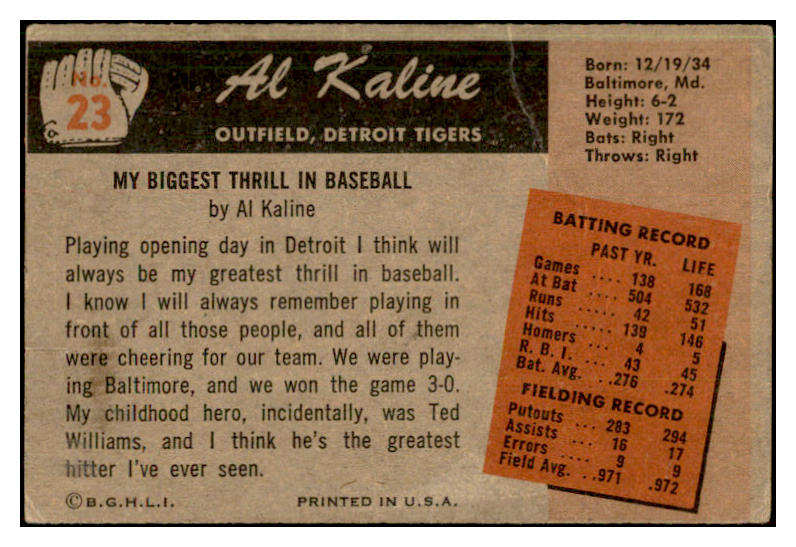 No.
23
Al Kaline
OUTFIELD, DETROIT TIGERS
Born: 12/19/34
Baltimore, Md.
Height: 6-2
Weight: 172
Bats: Right
Throws: Right
MY BIGGEST THRILL IN BASEBALL
by Al Kaline
Playing opening day in Detroit I think will
always be my greatest thrill in baseball.
I know I will always remember playing in
front of all those people, and all of them
were cheering for our team. We were play-
ing Baltimore, and we won the game 3-0.
My childhood hero, incidentally, was Ted
Williams, and I think he's the greatest
hitter I've ever seen.
BATTING RECORD
PAST YR. LIFE
Games .... 138 168
At Bat .... 504 532
Runs ..... 42 51
Hits ..... 139 146
Homers ... 4 5
R. B. I. .... 43 45
Bat. Avg. .. .276 .274
FIELDING RECORD
Putouts ... 283 294
Assists ... 16 17
Errors .... 9 9
Field Avg. .. .971 .972
©B.G.H.L.I. PRINTED IN U.S.A.